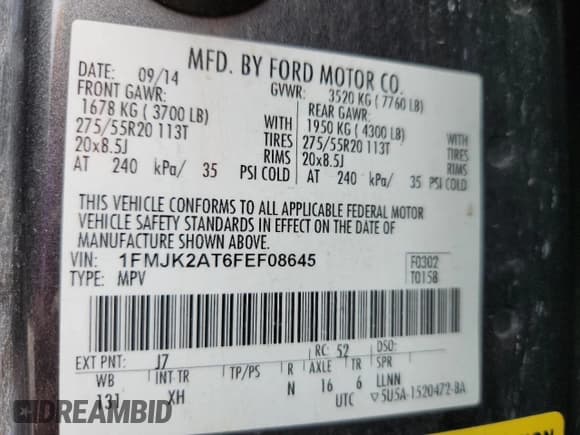 MFD. BY FORD MOTOR CO.
DATE: 09/14 GVWR: 3520 KG ( 7760 LB)
FRONT GAWR: REAR GAWR:
1678 KG ( 3700 LB) WITH 1950 KG ( 4300 LB) WITH
275/55R20 113T TIRES 275/55R20 113T TIRES
20x8.5J RIMS 20x8.5J RIMS
AT 240 kPa/ 35 PSI COLD AT 240 kPa/ 35 PSI COLD
THIS VEHICLE CONFORMS TO ALL APPLICABLE FEDERAL MOTOR
VEHICLE SAFETY STANDARDS IN EFFECT ON THE DATE OF
MANUFACTURE SHOWN ABOVE.
VIN: 1FMJK2AT6FEF08645 F0302
TYPE: MPV T0158
EXT PNT: J7 RC: 52 DSO:
WB INT TR TP/PS R AXLE TR SPR
131 XH N 16 6 LLNN
UTC 5U5A-1520472-BA
DREAMBID